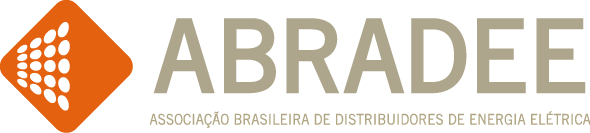 ABRADEE
ASSOCIAÇÃO BRASILEIRA DE DISTRIBUIDORES DE ENERGIA ELÉTRICA